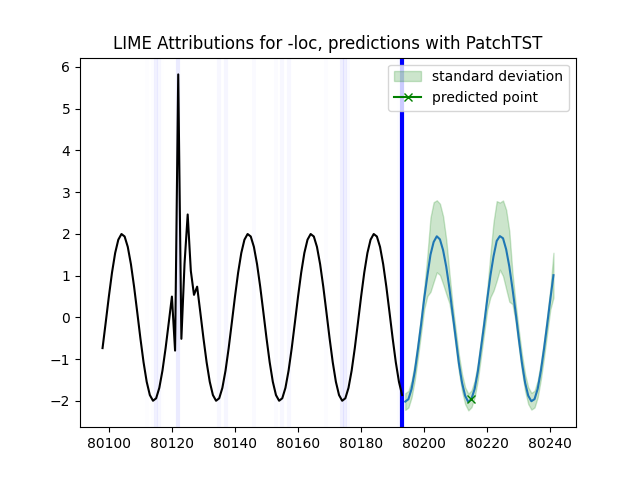 LIME Attributions for -loc, predictions with PatchTST
standard deviation
predicted point
6
5
4
3
2
1
0
−1
−2
80100 80120 80140 80160 80180 80200 80220 80240